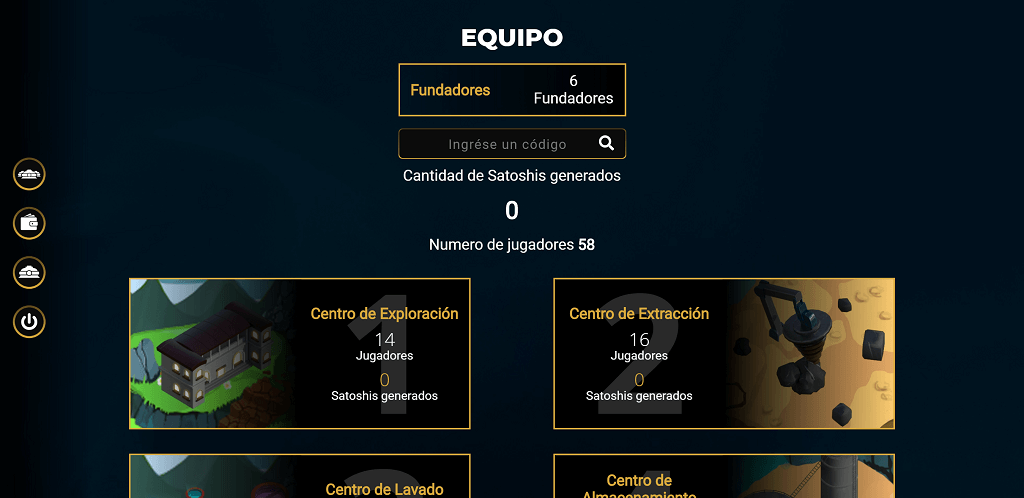 EQUIPO
Fundadores
6
Fundadores
Ingrése un código
Cantidad de Satoshis generados
0
Numero de jugadores 58
1
Centro de Exploración
14
Jugadores
0
Satoshis generados
2
Centro de Extracción
16
Jugadores
0
Satoshis generados
Centro de Lavado
Centro de
Almacenamiento